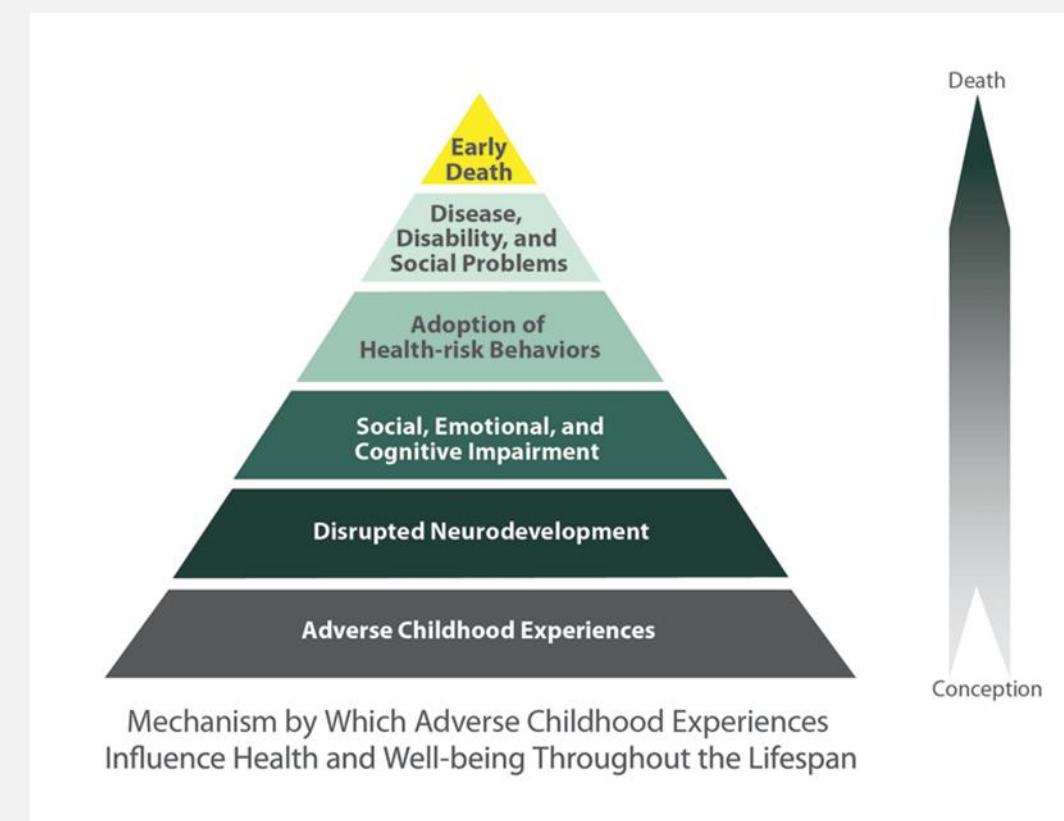 Death
Early
Death
Disease,
Disability, and
Social Problems
Adoption of
Health-risk Behaviors
Social, Emotional, and
Cognitive Impairment
Disrupted Neurodevelopment
Adverse Childhood Experiences
Conception
Mechanism by Which Adverse Childhood Experiences
Influence Health and Well-being Throughout the Lifespan